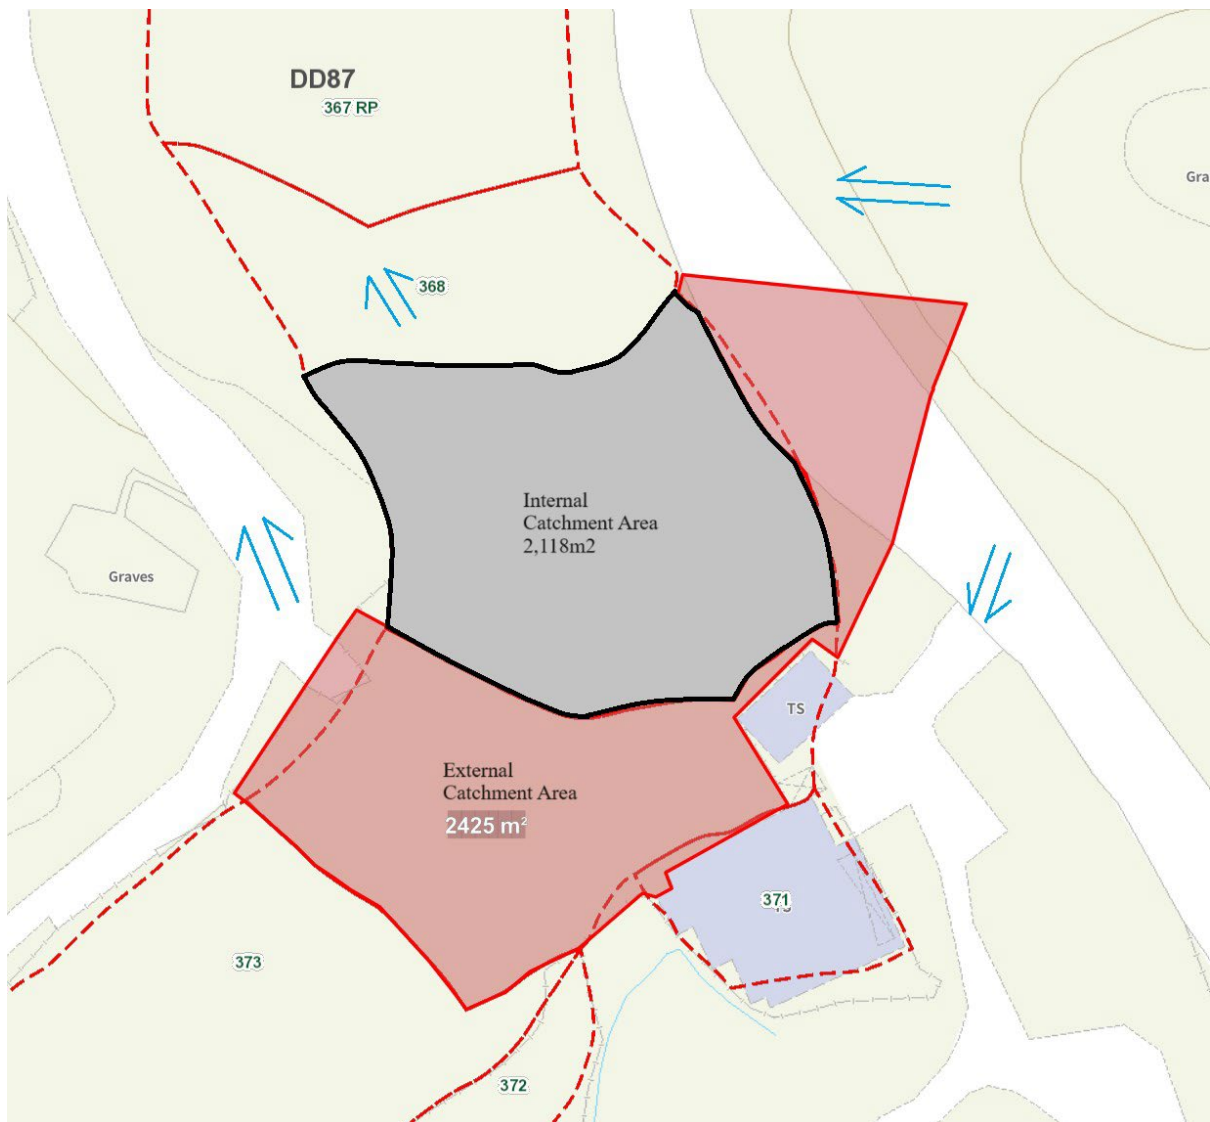 DD87
367 RP
Gra
368
Internal
Catchment Area
2,118m2
Graves
TS
External
Catchment Area
2425 m²
371
373
372